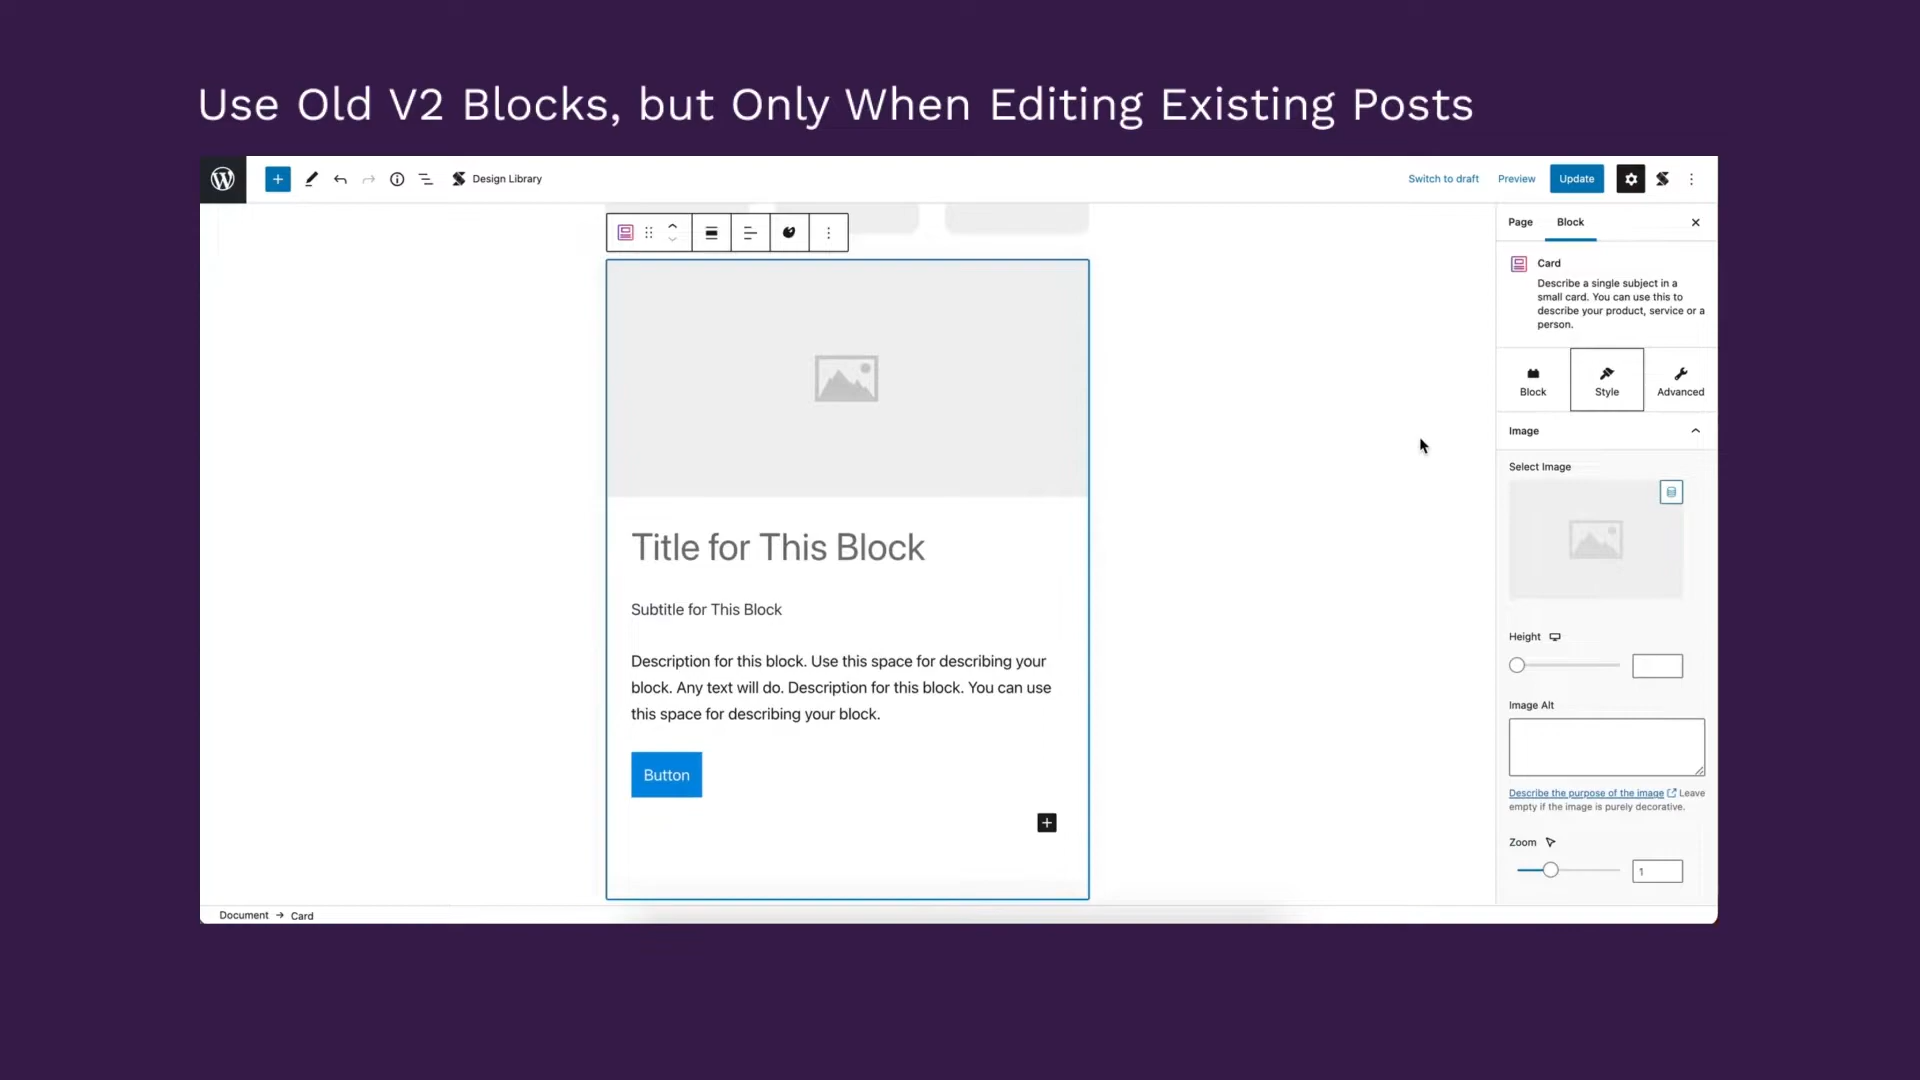 Use Old V2 Blocks, but Only When Editing Existing Posts
Design Library
Switch to draft
Preview
Update
Page
Block
Card
Describe a single subject in a
small card. You can use this to
describe your product, service or a
person.
Block
Style
Advanced
Image
Select Image
Height
Image Alt
Describe the purpose of the image Leave
empty if the image is purely decorative.
Zoom
1
Title for This Block
Subtitle for This Block
Description for this block. Use this space for describing your
block. Any text will do. Description for this block. You can use
this space for describing your block.
Button
Document → Card